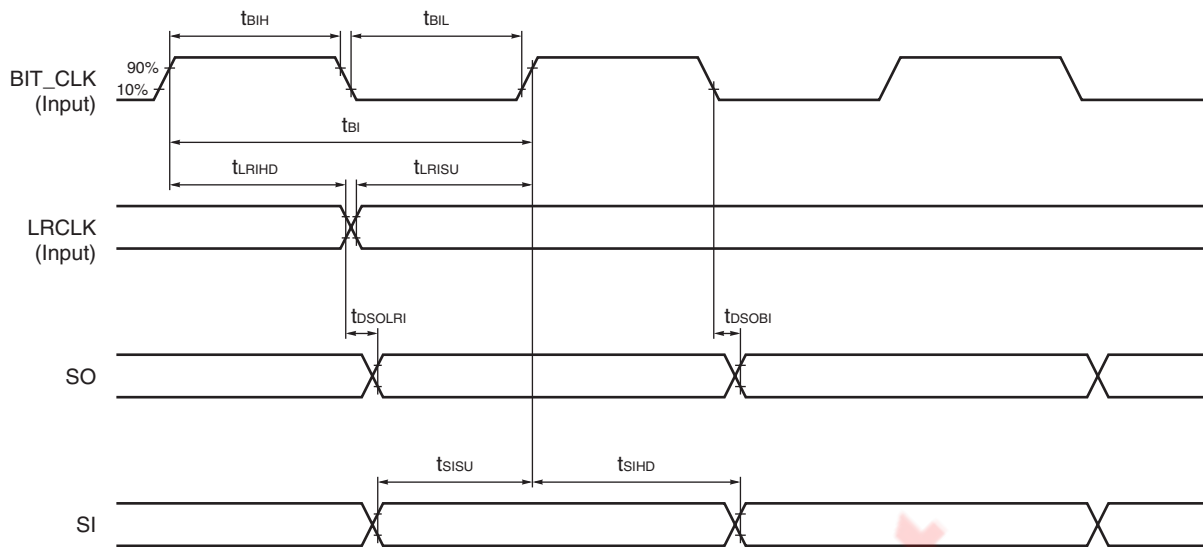 tBIH
tBIL
90%
BIT_CLK
10%
(Input)
tBI
tLRIHD
tLRISU
LRCLK
(Input)
tDSOLRI
tDSOBI
SO
tSISU
tSIHD
SI